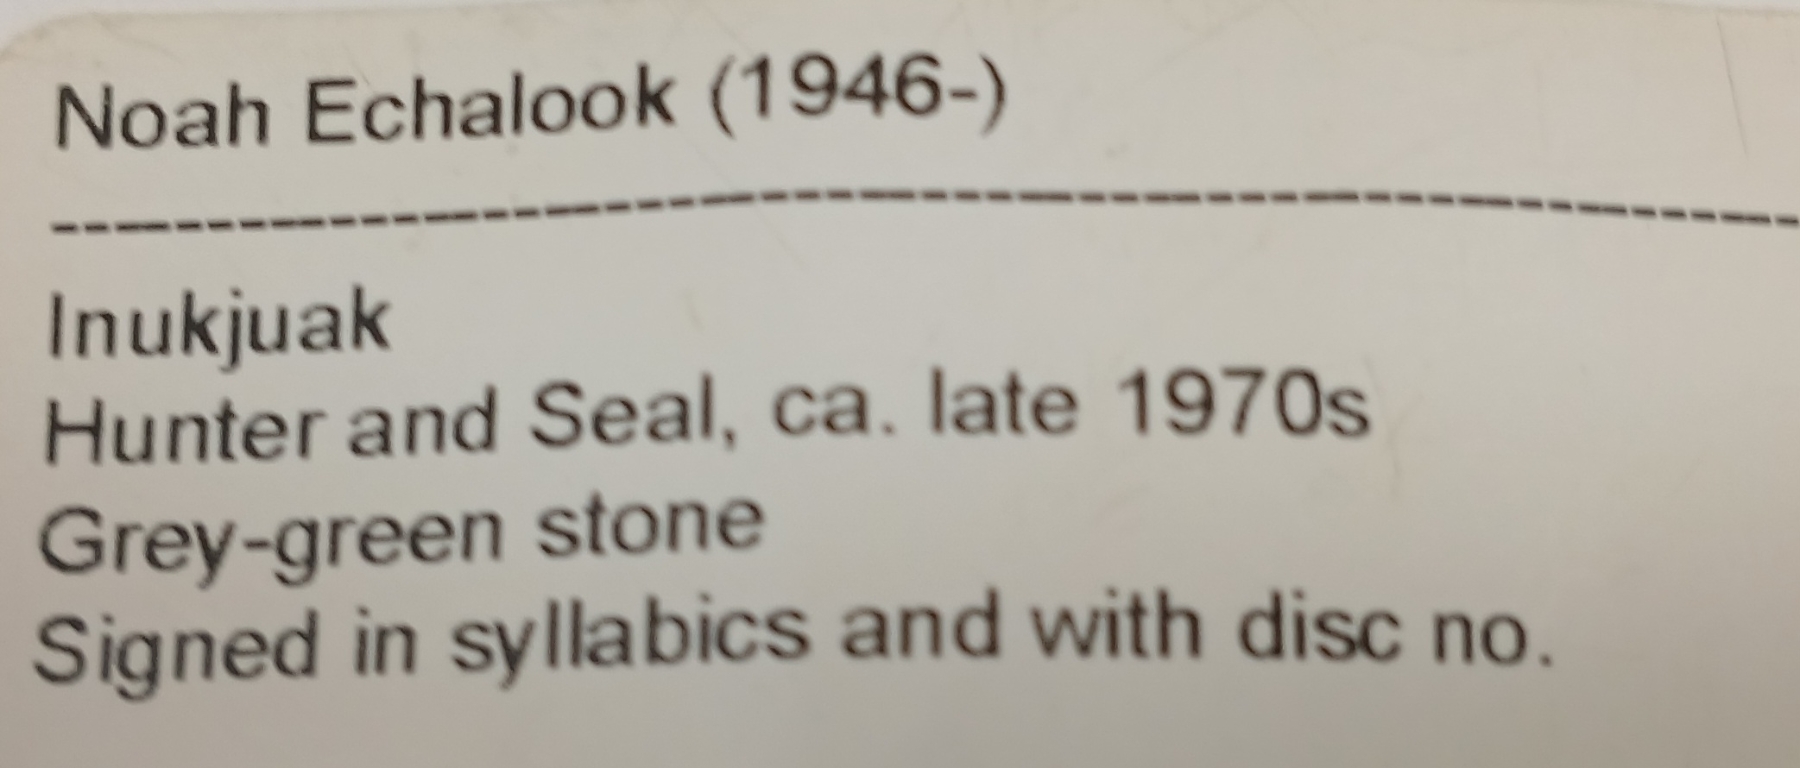 Noah Echalook (1946-)
---------------------------------------------------------
Inukjuak
Hunter and Seal, ca. late 1970s
Grey-green stone
Signed in syllabics and with disc no.